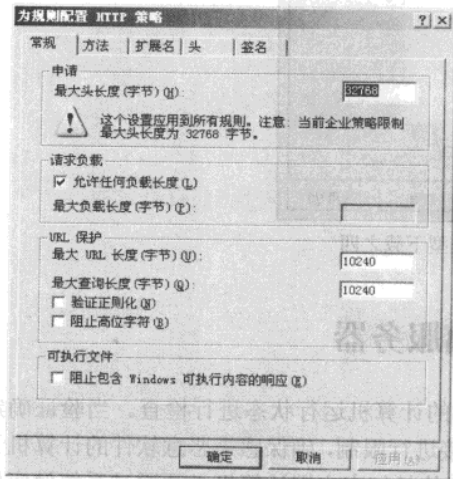 为规则配置 HTTP 策略
常规 方法 扩展名 头 签名
申请
最大头长度(字节)(H): 32768
这个设置应用到所有规则。注意: 当前企业策略限制
最大头长度为 32768 字节。
请求负载
允许任何负载长度(L)
最大负载长度(字节)(P):
URL 保护
最大 URL 长度(字节)(U): 10240
最大查询长度(字节)(Q): 10240
验证正则化(N)
阻止高位字符(B)
可执行文件
阻止包含 Windows 可执行内容的响应(E)
确定 取消 应用(A)